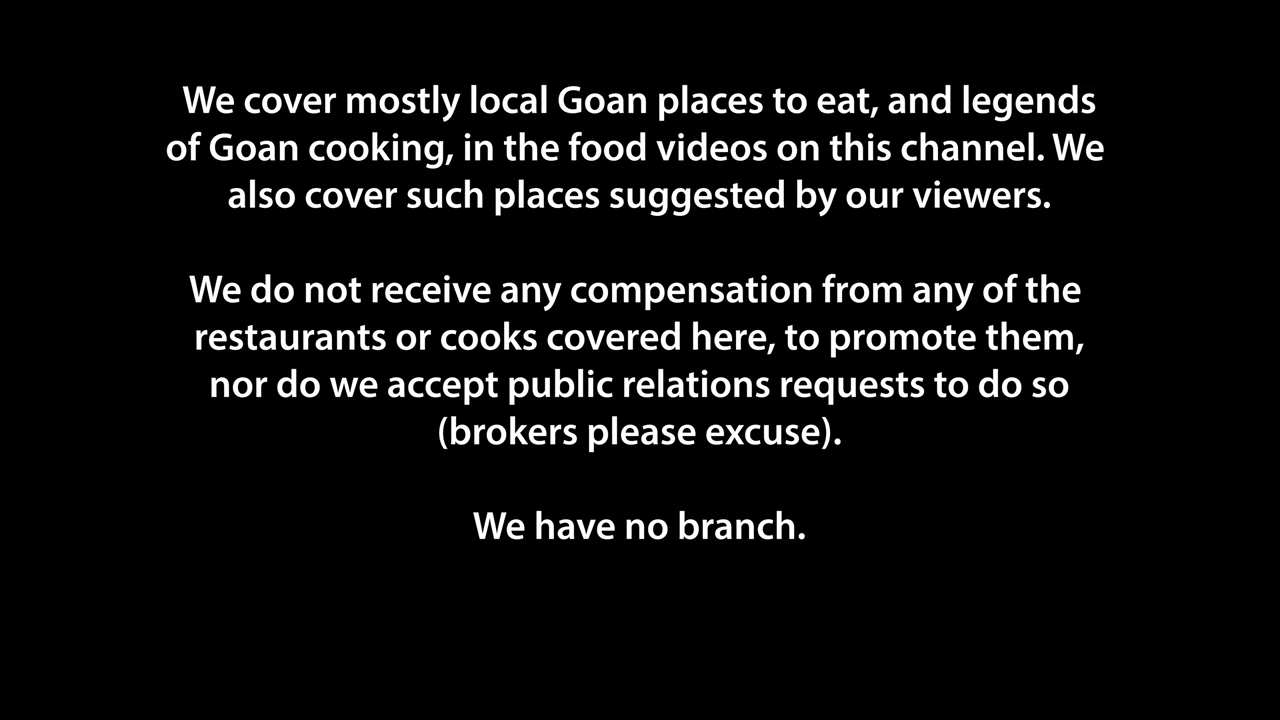 We cover mostly local Goan places to eat, and legends
of Goan cooking, in the food videos on this channel. We
also cover such places suggested by our viewers.
We do not receive any compensation from any of the
restaurants or cooks covered here, to promote them,
nor do we accept public relations requests to do so
(brokers please excuse).
We have no branch.